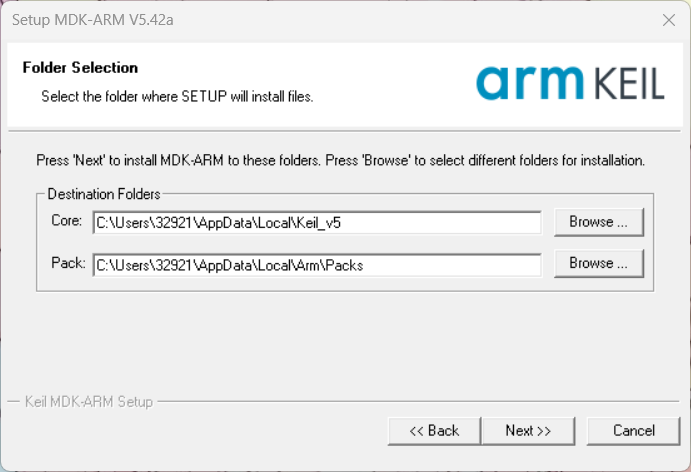 Setup MDK-ARM V5.42a
Folder Selection
Select the folder where SETUP will install files.
arm KEIL
Press 'Next' to install MDK-ARM to these folders. Press 'Browse' to select different folders for installation.
Destination Folders
Core: C:\Users\32921\AppData\Local\Keil_v5 Browse ...
Pack: C:\Users\32921\AppData\Local\Arm\Packs Browse ...
Keil MDK-ARM Setup
<< Back Next >> Cancel